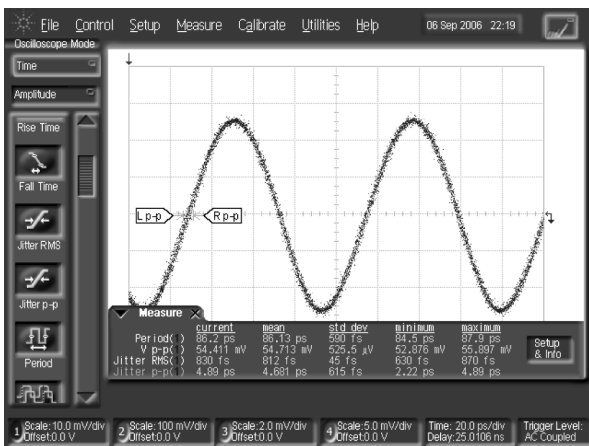 File Control Setup Measure Calibrate Utilities Help 06 Sep 2006 22:19
Oscilloscope Mode
Time
Amplitude
Rise Time
Fall Time
Jitter RMS
Jitter p-p
Period
L p-p R p-p
Measure
current mean std dev minimum maximum
Period(1) 86.2 ps 86.13 ps 590 fs 84.5 ps 87.9 ps
V p-p(1) 54.411 mV 54.713 mV 525.5 µV 52.876 mV 55.897 mV
Jitter RMS(1) 830 fs 812 fs 45 fs 630 fs 870 fs
Jitter p-p(1) 4.89 ps 4.681 ps 615 fs 2.22 ps 4.89 ps
Setup
& Info
1 Scale:10.0 mV/div
Offset:0.0 V
2 Scale:100 mV/div
Offset:0.0 V
3 Scale:2.0 mV/div
Offset:0.0 V
4 Scale:5.0 mV/div
Offset:0.0 V
Time: 20.0 ps/div
Delay:25.0106 ns
Trigger Level:
AC Coupled